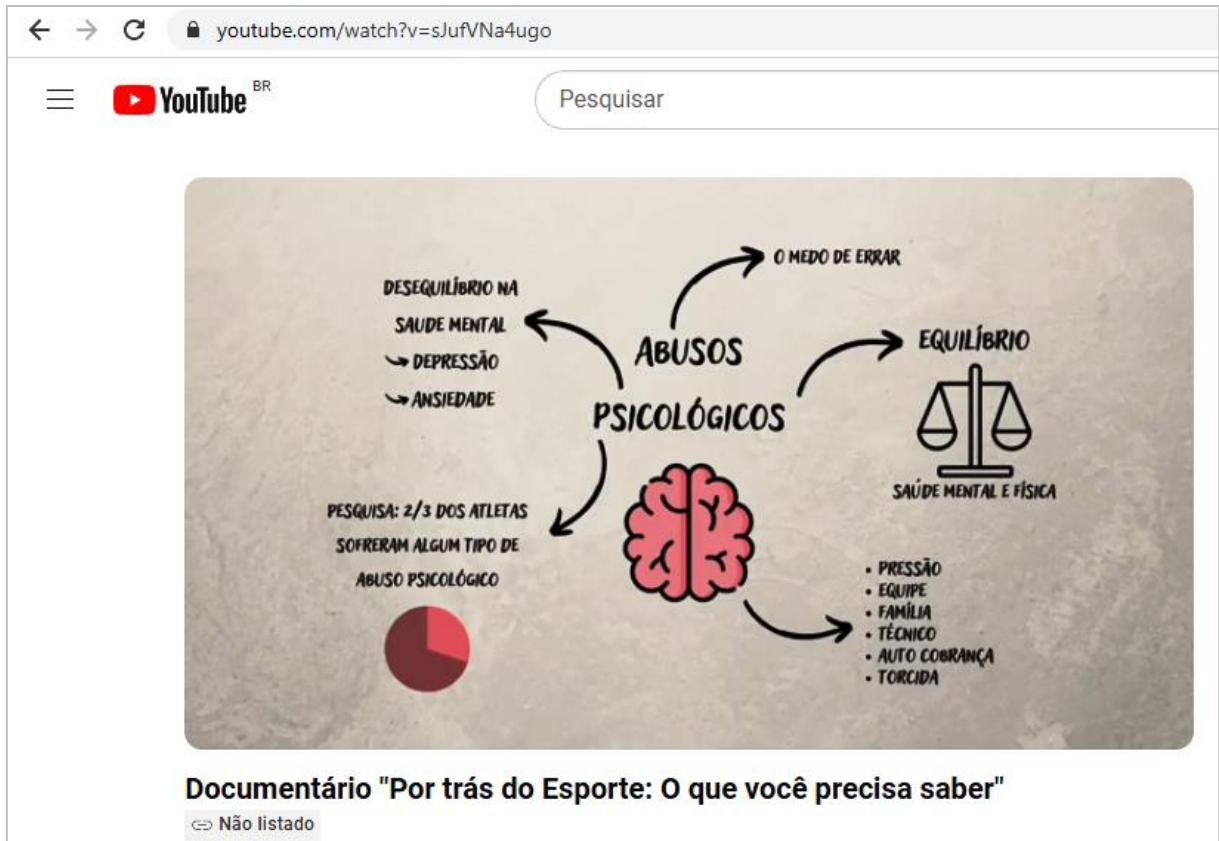 youtube.com/watch?v=sJufVNa4ugo
YouTube BR
Pesquisar
O MEDO DE ERRAR
DESEQUILÍBRIO NA
SAUDE MENTAL
DEPRESSÃO
ANSIEDADE
ABUSOS
PSICOLÓGICOS
EQUILÍBRIO
SAÚDE MENTAL E FÍSICA
PESQUISA: 2/3 DOS ATLETAS
SOFRERAM ALGUM TIPO DE
ABUSO PSICOLÓGICO
• PRESSÃO
• EQUIPE
• FAMÍLIA
• TÉCNICO
• AUTO COBRANÇA
• TORCIDA
Documentário "Por trás do Esporte: O que você precisa saber"
Não listado